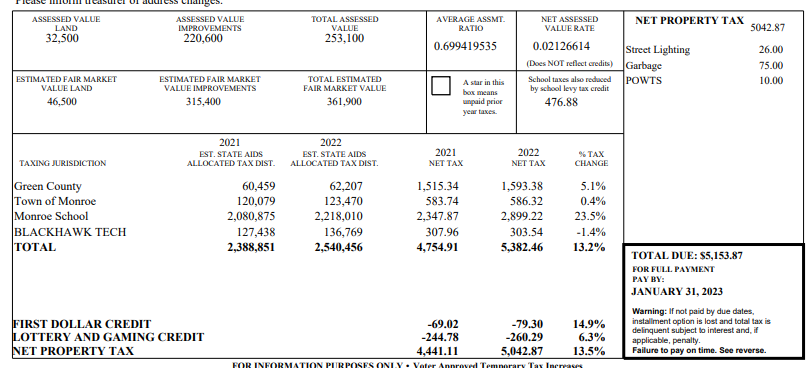 Please inform treasurer of address changes.
ASSESSED VALUE LAND 32,500
ASSESSED VALUE IMPROVEMENTS 220,600
TOTAL ASSESSED VALUE 253,100
AVERAGE ASSMT. RATIO 0.699419535
NET ASSESSED VALUE RATE 0.02126614
(Does NOT reflect credits)
NET PROPERTY TAX 5042.87
Street Lighting 26.00
Garbage 75.00
POWTS 10.00
ESTIMATED FAIR MARKET VALUE LAND 46,500
ESTIMATED FAIR MARKET VALUE IMPROVEMENTS 315,400
TOTAL ESTIMATED FAIR MARKET VALUE 361,900
A star in this box means unpaid prior year taxes.
School taxes also reduced by school levy tax credit 476.88
TAXING JURISDICTION
2021 EST. STATE AIDS ALLOCATED TAX DIST.
2022 EST. STATE AIDS ALLOCATED TAX DIST.
2021 NET TAX
2022 NET TAX
% TAX CHANGE
Green County 60,459 62,207 1,515.34 1,593.38 5.1%
Town of Monroe 120,079 123,470 583.74 586.32 0.4%
Monroe School 2,080,875 2,218,010 2,347.87 2,899.22 23.5%
BLACKHAWK TECH 127,438 136,769 307.96 303.54 -1.4%
TOTAL 2,388,851 2,540,456 4,754.91 5,382.46 13.2%
FIRST DOLLAR CREDIT -69.02 -79.30 14.9%
LOTTERY AND GAMING CREDIT -244.78 -260.29 6.3%
NET PROPERTY TAX 4,441.11 5,042.87 13.5%
TOTAL DUE: $5,153.87
FOR FULL PAYMENT
PAY BY:
JANUARY 31, 2023
Warning: If not paid by due dates,
installment option is lost and total tax is
delinquent subject to interest and, if
applicable, penalty.
Failure to pay on time. See reverse.
FOR INFORMATION PURPOSES ONLY • Voter Approved Temporary Tax Increases